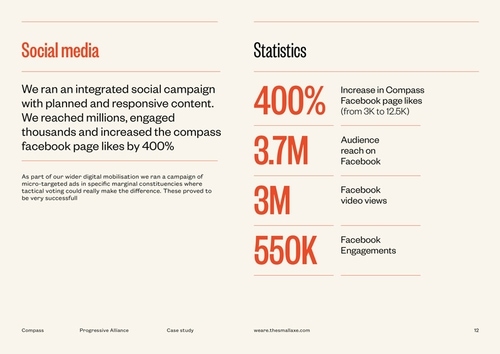 Social media
We ran an integrated social campaign
with planned and responsive content.
We reached millions, engaged
thousands and increased the compass
facebook page likes by 400%
As part of our wider digital mobilisation we ran a campaign of
micro-targeted ads in specific marginal constituencies where
tactical voting could really make the difference. These proved to
be very successful!
Statistics
400%
Increase in Compass
Facebook page likes
(from 3K to 12.5K)
3.7M
Audience
reach on
Facebook
3M
Facebook
video views
550K
Facebook
Engagements
Compass
Progressive Alliance
Case study
weare.thesmallaxe.com
12